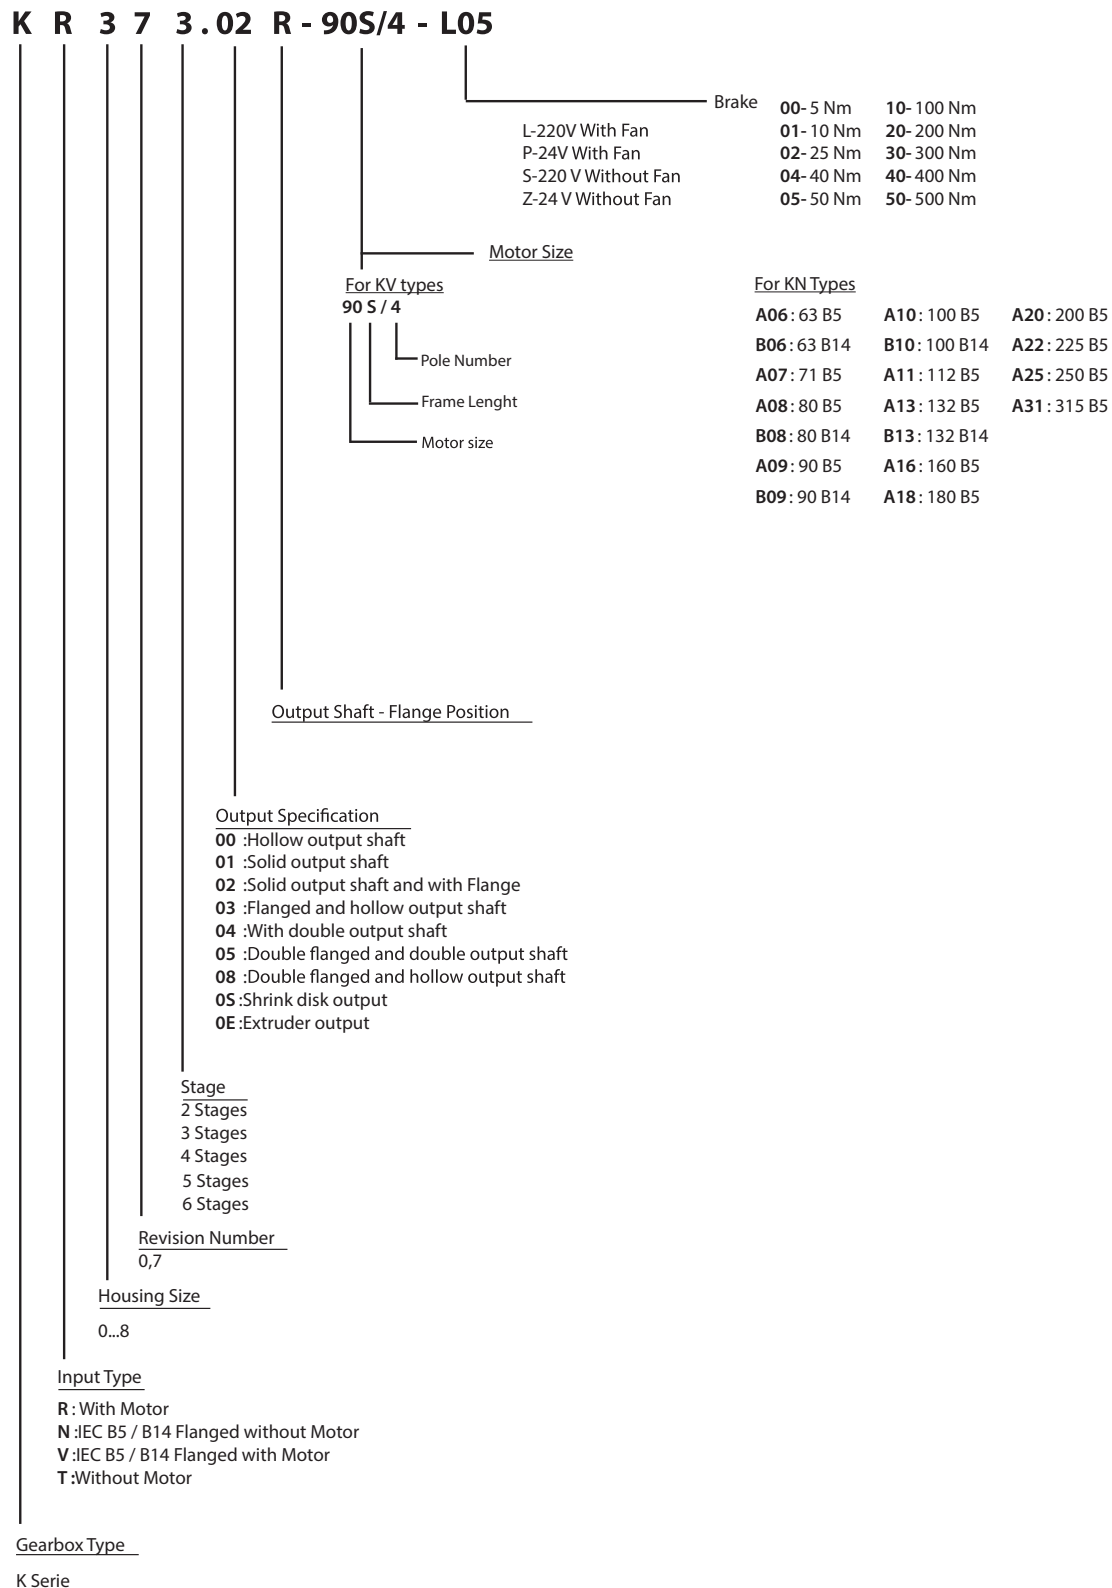 K R 3 7 3 . 02 R - 90S/4 - L05
Brake
00- 5 Nm 10- 100 Nm
L-220V With Fan 01- 10 Nm 20- 200 Nm
P-24V With Fan 02- 25 Nm 30- 300 Nm
S-220 V Without Fan 04- 40 Nm 40- 400 Nm
Z-24 V Without Fan 05- 50 Nm 50- 500 Nm
Motor Size
For KV types
90 S / 4
Pole Number
Frame Lenght
Motor size
For KN Types
A06 : 63 B5 A10 : 100 B5 A20 : 200 B5
B06 : 63 B14 B10 : 100 B14 A22 : 225 B5
A07 : 71 B5 A11 : 112 B5 A25 : 250 B5
A08 : 80 B5 A13 : 132 B5 A31 : 315 B5
B08 : 80 B14 B13 : 132 B14
A09 : 90 B5 A16 : 160 B5
B09 : 90 B14 A18 : 180 B5
Output Shaft - Flange Position
Output Specification
00 :Hollow output shaft
01 :Solid output shaft
02 :Solid output shaft and with Flange
03 :Flanged and hollow output shaft
04 :With double output shaft
05 :Double flanged and double output shaft
08 :Double flanged and hollow output shaft
0S :Shrink disk output
0E :Extruder output
Stage
2 Stages
3 Stages
4 Stages
5 Stages
6 Stages
Revision Number
0,7
Housing Size
0...8
Input Type
R : With Motor
N :IEC B5 / B14 Flanged without Motor
V :IEC B5 / B14 Flanged with Motor
T :Without Motor
Gearbox Type
K Serie